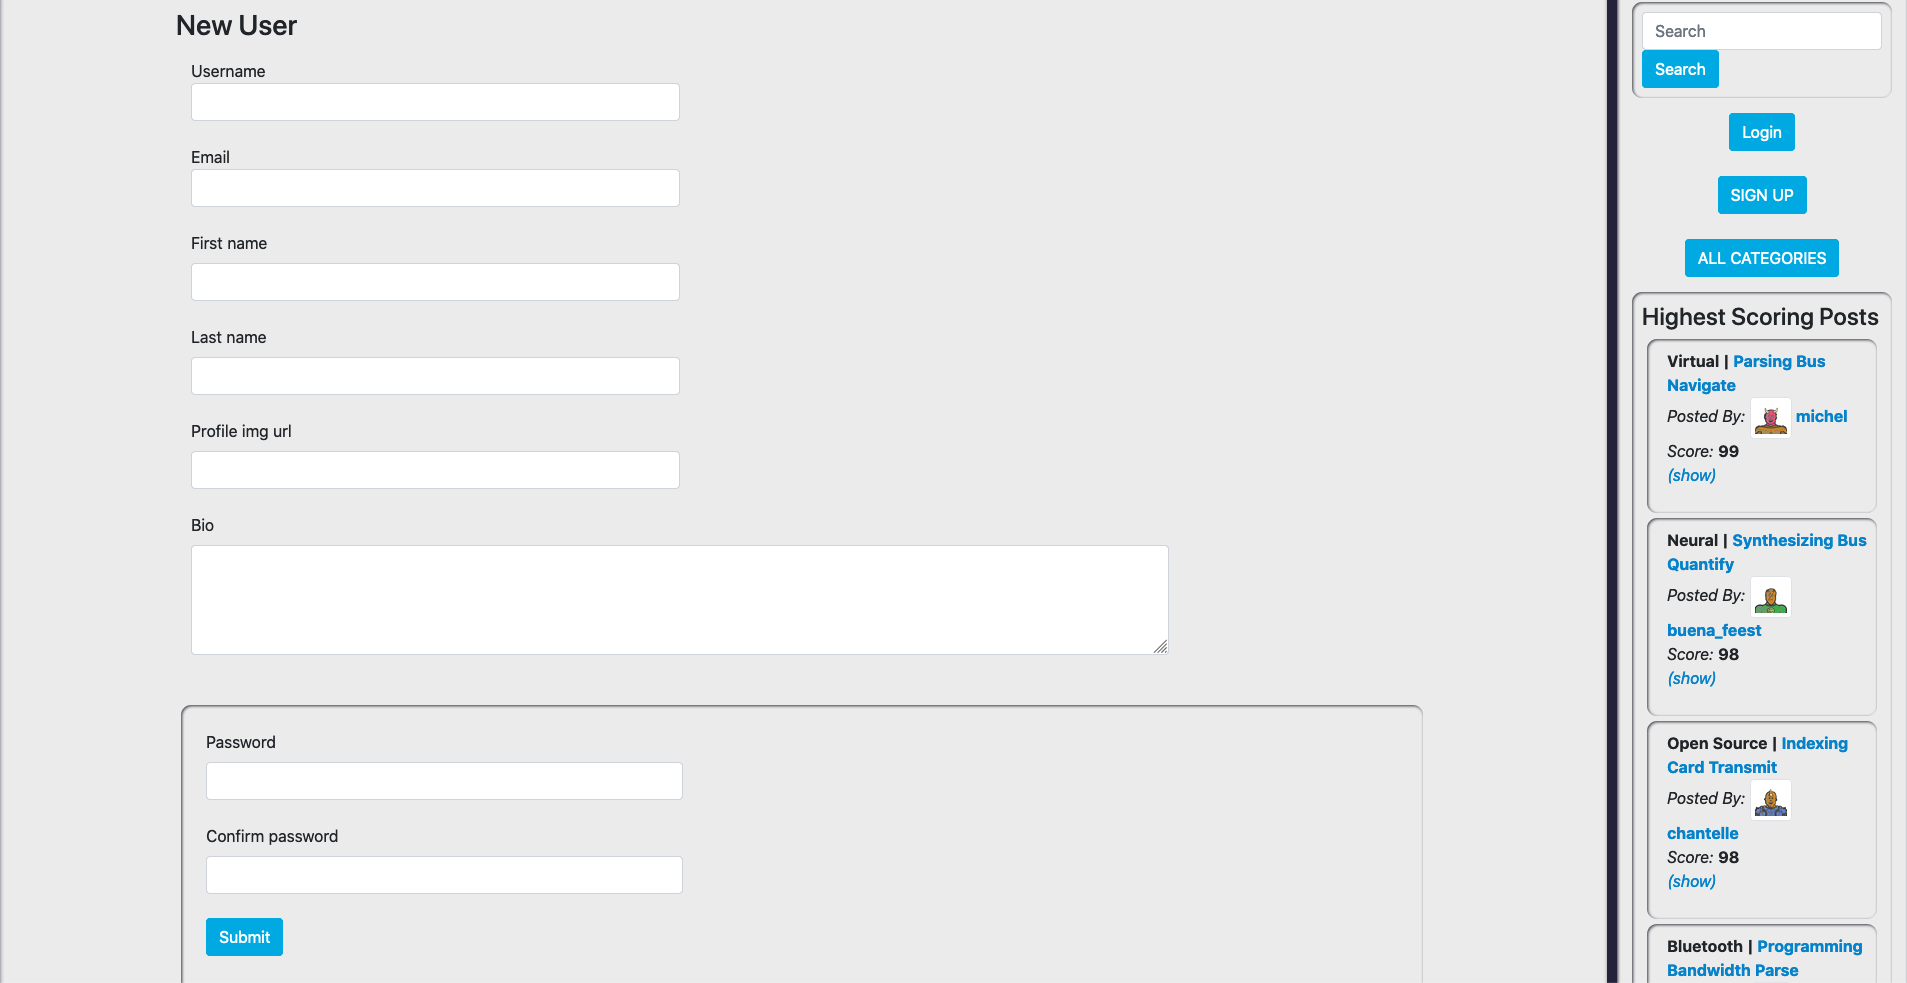 New User
Username
Email
First name
Last name
Profile img url
Bio
Password
Confirm password
Submit
Search
Search
Login
SIGN UP
ALL CATEGORIES
Highest Scoring Posts
Virtual | Parsing Bus
Navigate
Posted By: michel
Score: 99
(show)
Neural | Synthesizing Bus
Quantify
Posted By:
buena_feest
Score: 98
(show)
Open Source | Indexing
Card Transmit
Posted By:
chantelle
Score: 98
(show)
Bluetooth | Programming
Bandwidth Parse